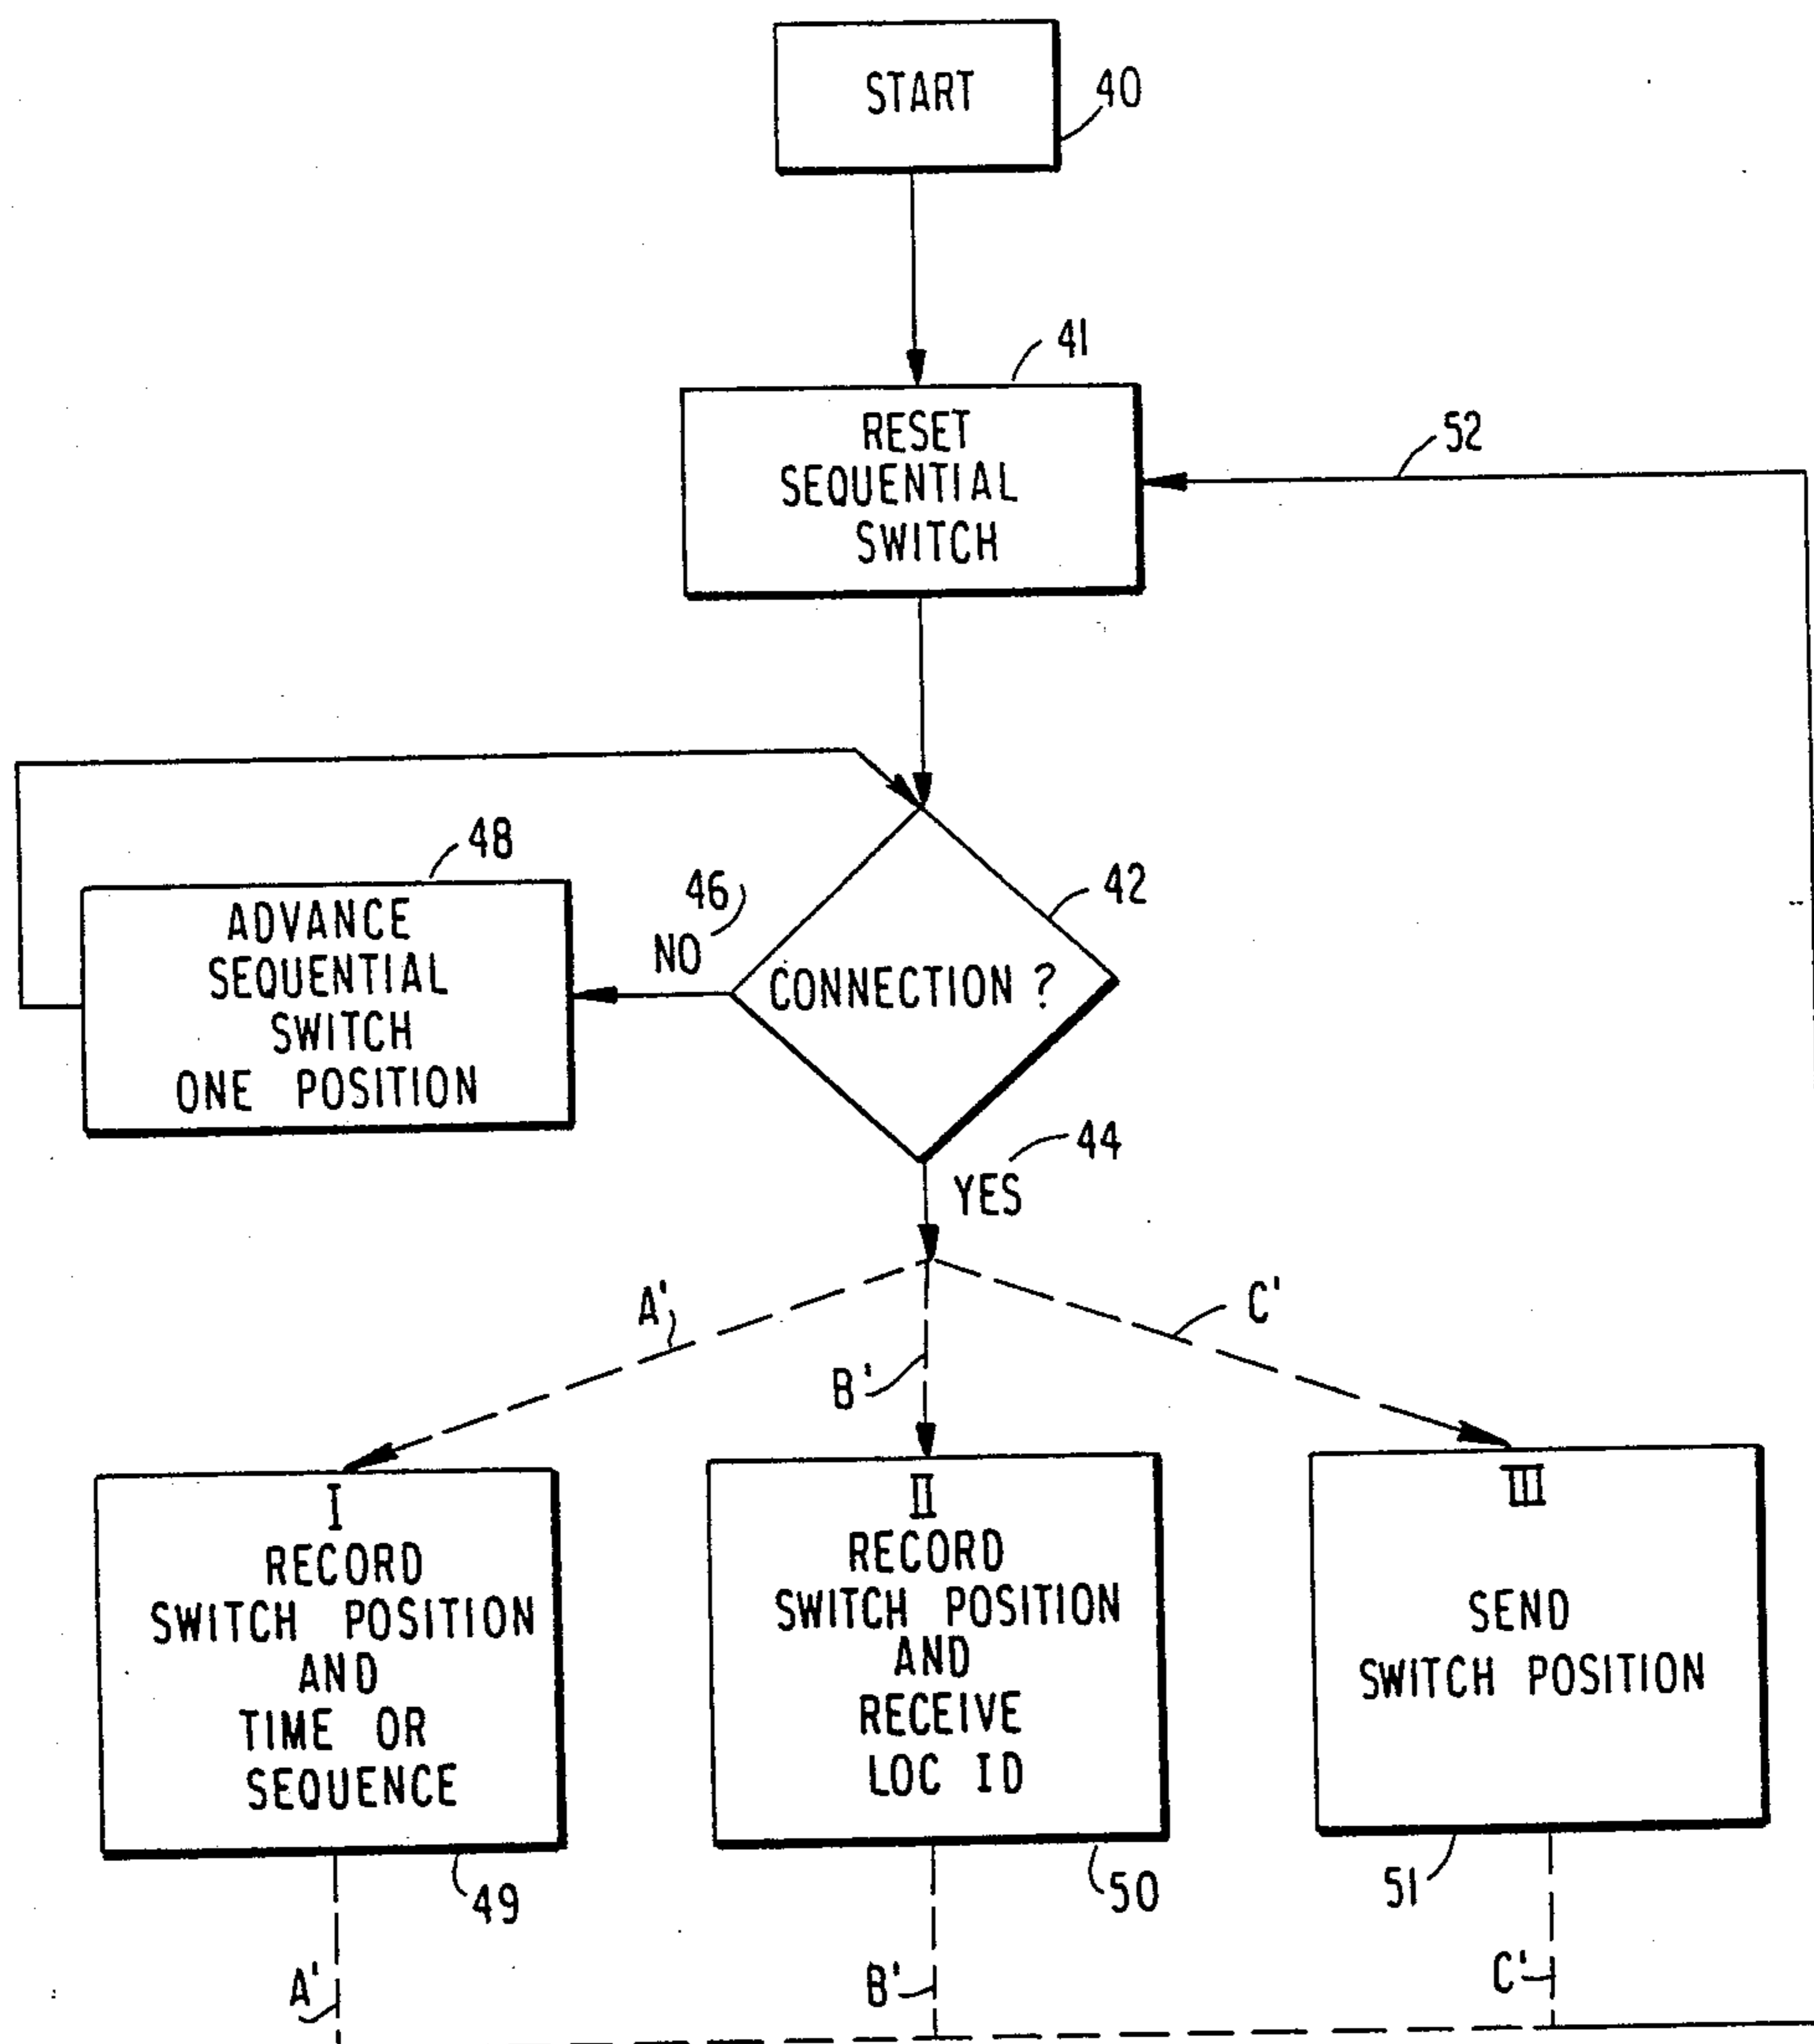 START
40
41
RESET
SEQUENTIAL
SWITCH
52
48
ADVANCE
SEQUENTIAL
SWITCH
ONE POSITION
46
NO
42
CONNECTION ?
44
YES
A'
B'
C'
I
RECORD
SWITCH POSITION
AND
TIME OR
SEQUENCE
49
II
RECORD
SWITCH POSITION
AND
RECEIVE
LOC ID
50
III
SEND
SWITCH POSITION
51
A'
B'
C'